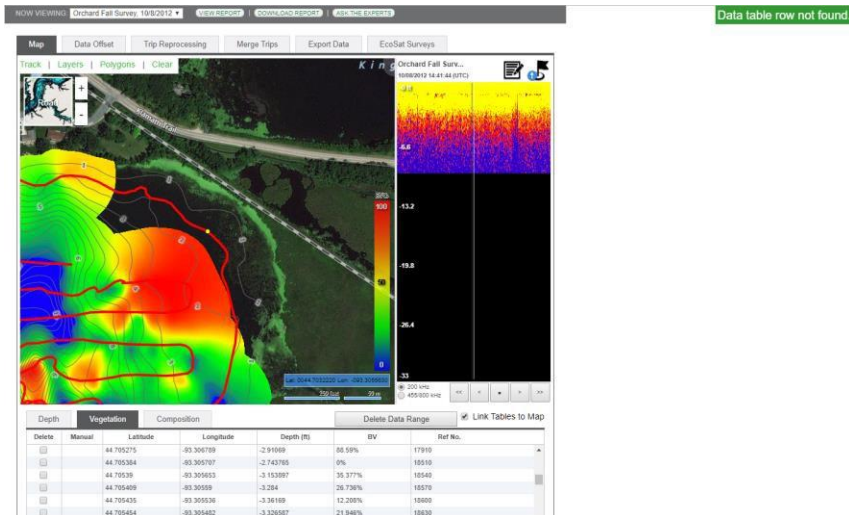 NOW VIEWING Orchard Fall Survey, 10/8/2012 VIEW REPORT DOWNLOAD REPORT ASK THE EXPERTS
Data table row not found
Map Data Offset Trip Reprocessing Merge Trips Export Data EcoSat Surveys
Track | Layers | Polygons | Clear
King
Orchard Fall Surv...
10/08/2012 14:41:44 (UTC)
Road
+
-
-6.6
100
-13.2
-19.8
-26.4
0
-33
200 kHz
455/800 kHz
<< < > >>
Depth Vegetation Composition Delete Data Range Link Tables to Map
Delete Manual Latitude Longitude Depth (ft) BV Ref No.
44.705275 -93.306789 -2.91069 88.59% 17910
44.705384 -93.305707 -2.743765 0% 18510
44.70539 -93.305653 -3.153897 35.377% 18540
44.705409 -93.30559 -3.284 26.736% 18570
44.705435 -93.305536 -3.36169 12.208% 18600
44.705454 -93.305482 -3.326587 21.946% 18630